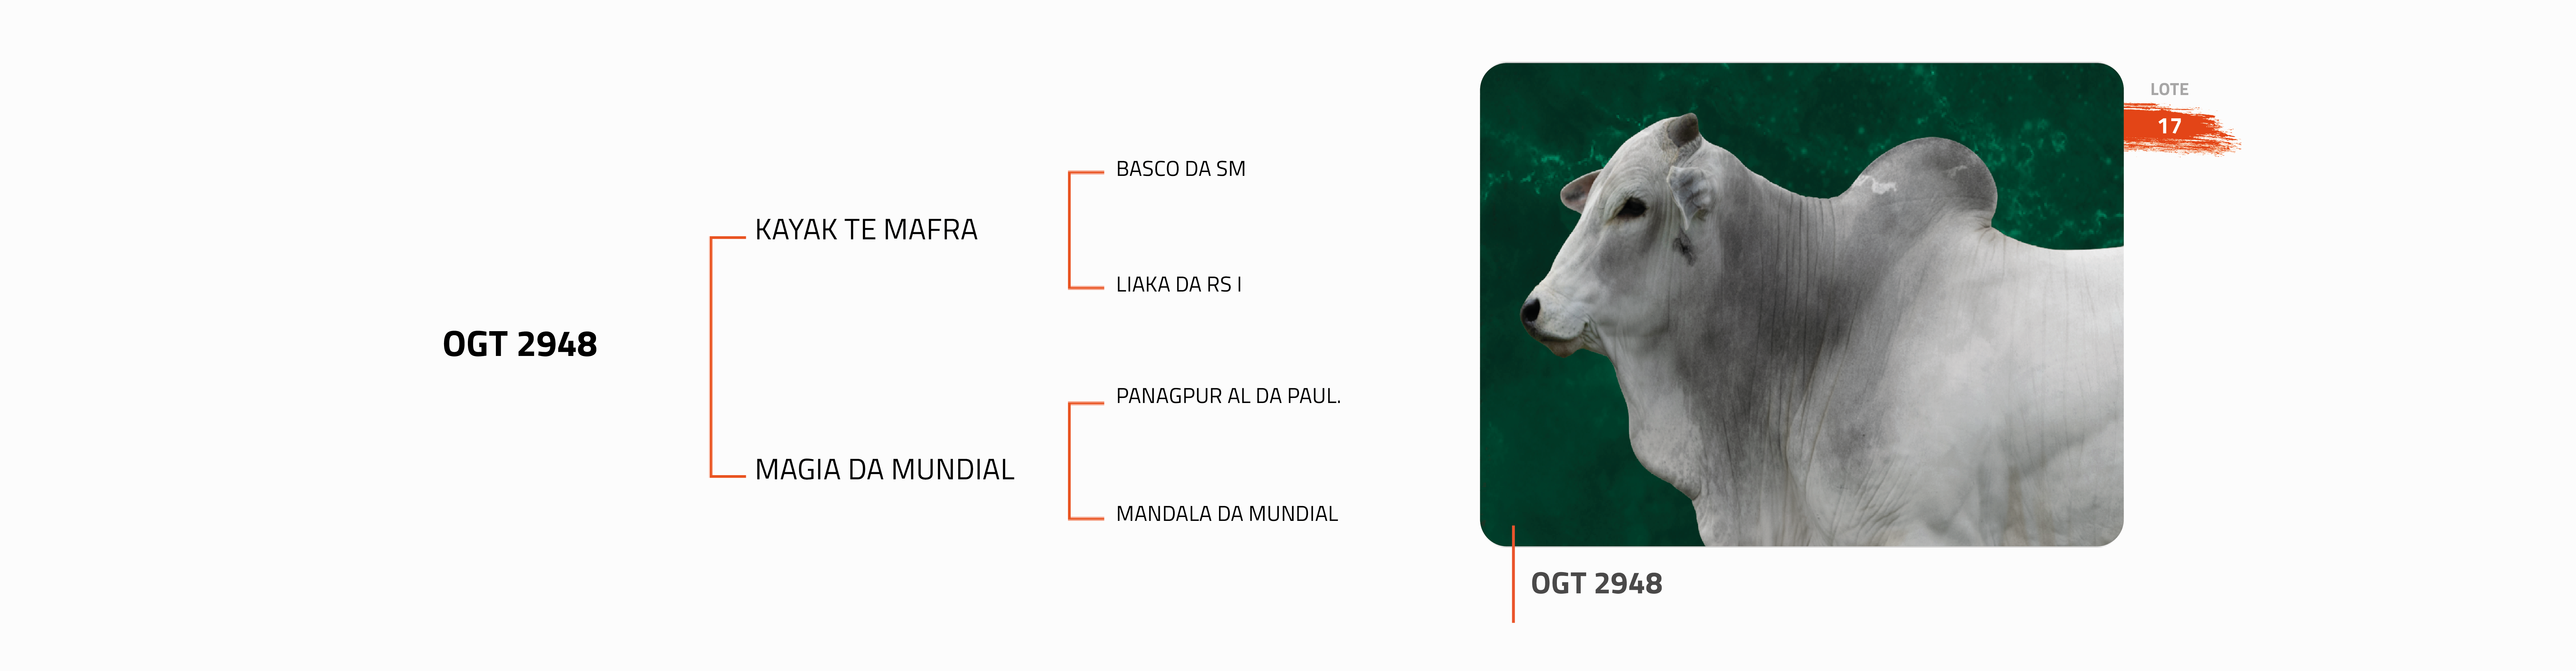 OGT 2948
KAYAK TE MAFRA
MAGIA DA MUNDIAL
BASCO DA SM
LIAKA DA RS I
PANAGPUR AL DA PAUL.
MANDALA DA MUNDIAL
LOTE
17
OGT 2948